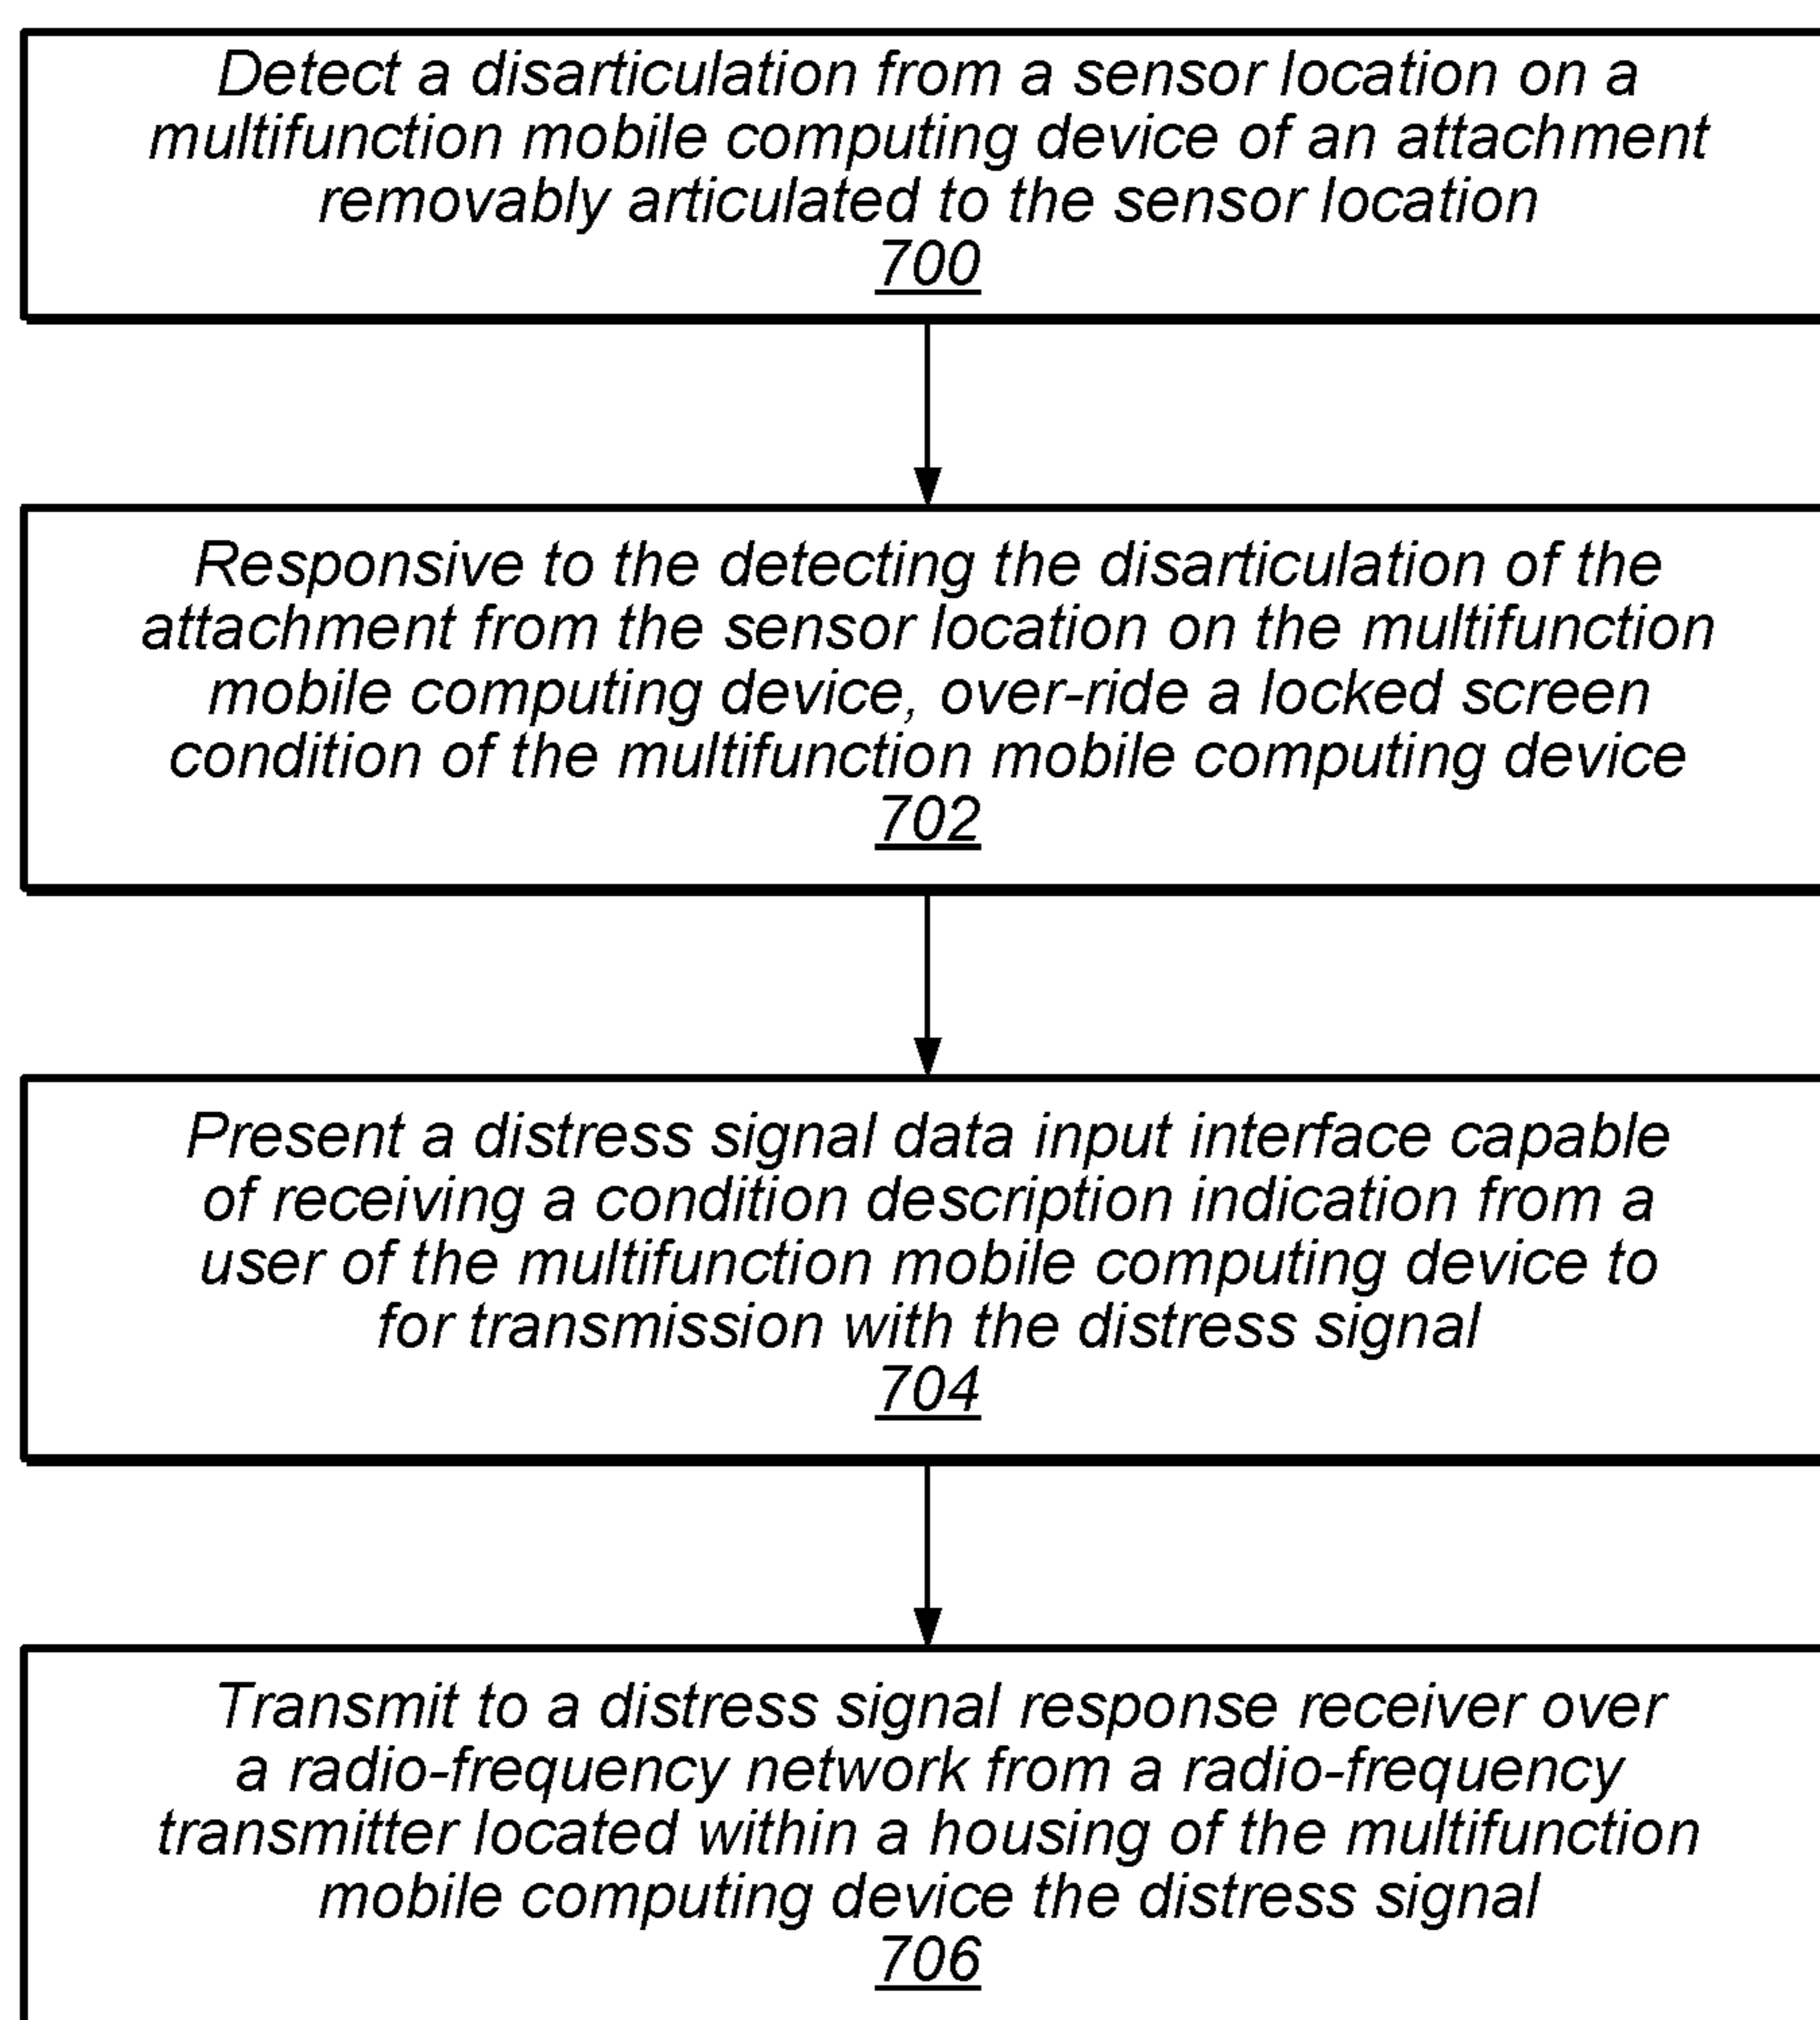 Detect a disarticulation from a sensor location on a
multifunction mobile computing device of an attachment
removably articulated to the sensor location
700
Responsive to the detecting the disarticulation of the
attachment from the sensor location on the multifunction
mobile computing device, over-ride a locked screen
condition of the multifunction mobile computing device
702
Present a distress signal data input interface capable
of receiving a condition description indication from a
user of the multifunction mobile computing device to
for transmission with the distress signal
704
Transmit to a distress signal response receiver over
a radio-frequency network from a radio-frequency
transmitter located within a housing of the multifunction
mobile computing device the distress signal
706